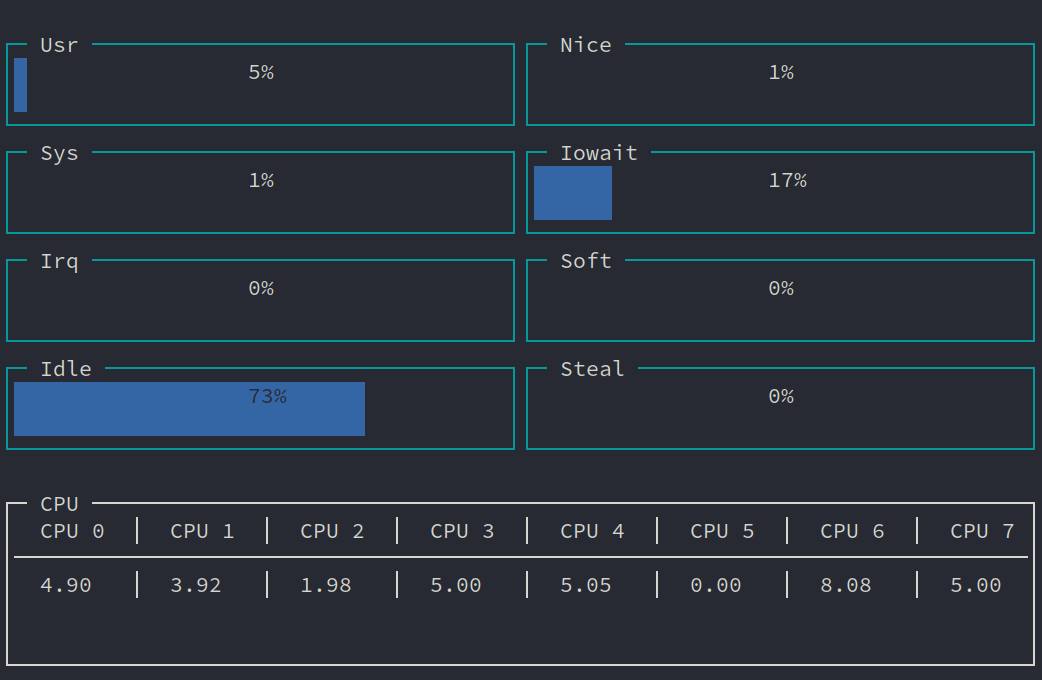 Usr Nice
5% 1%
Sys Iowait
1% 17%
Irq Soft
0% 0%
Idle Steal
73% 0%
CPU
CPU 0 CPU 1 CPU 2 CPU 3 CPU 4 CPU 5 CPU 6 CPU 7
4.90 3.92 1.98 5.00 5.05 0.00 8.08 5.00